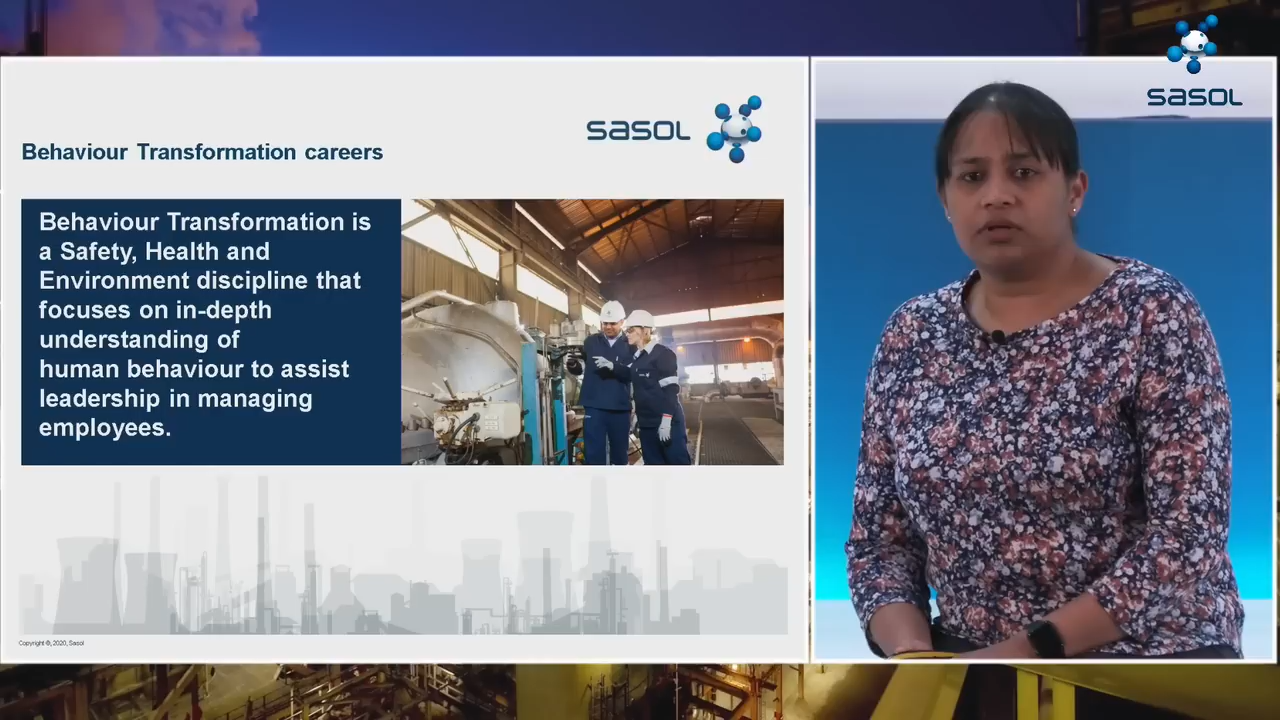 sasol
sasol
Behaviour Transformation careers
Behaviour Transformation is
a Safety, Health and
Environment discipline that
focuses on in-depth
understanding of
human behaviour to assist
leadership in managing
employees.
Copyright ©, 2020, Sasol